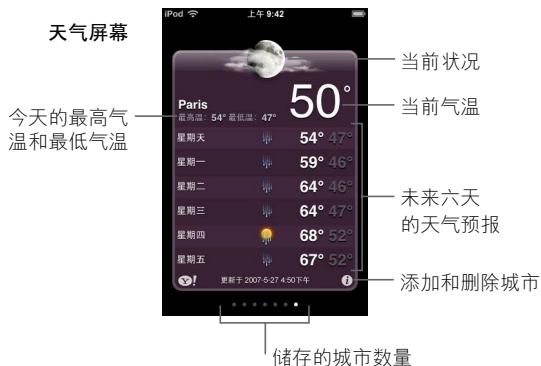 iPod 上午 9:42
天气屏幕
当前状况
Paris
50°
当前气温
最高温: 54° 最低温: 47°
今天的最高气
温和最低气温
星期天 54° 47°
星期一 59° 46°
星期二 64° 46°
星期三 64° 47°
星期四 68° 52°
星期五 67° 52°
未来六天
的天气预报
Y! 更新于 2007-5-27 4:50下午 i
添加和删除城市
储存的城市数量